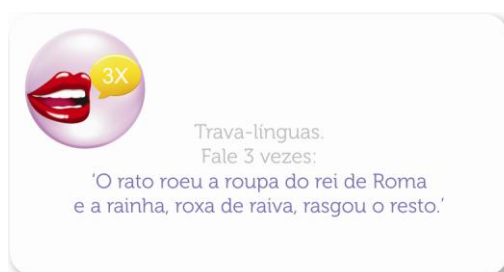 3X
Trava-línguas.
Fale 3 vezes:
'O rato roeu a roupa do rei de Roma
e a rainha, roxa de raiva, rasgou o resto.'